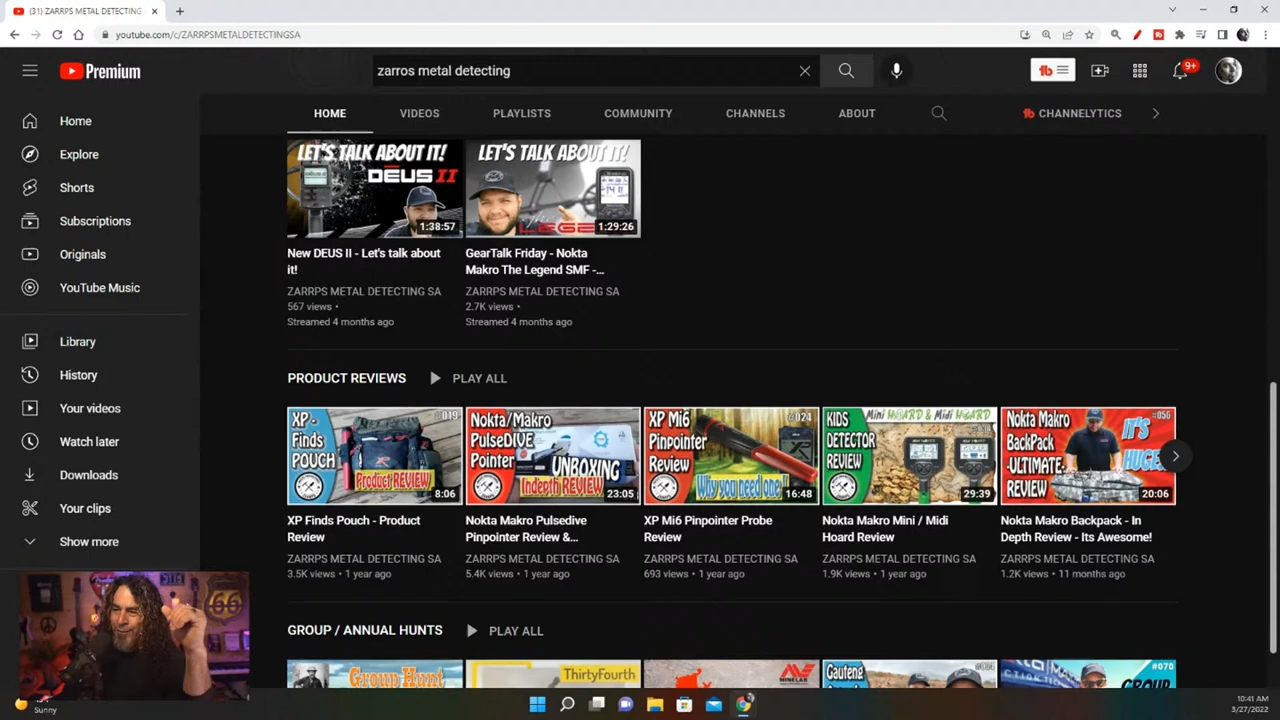 (31) ZARRPS METAL DETECTING
youtube.com/c/ZARRPSMETALDETECTINGSA
Premium
zarros metal detecting
9+
HOME
VIDEOS
PLAYLISTS
COMMUNITY
CHANNELS
ABOUT
CHANNELYTICS
Home
Explore
Shorts
Subscriptions
Originals
YouTube Music
Library
History
Your videos
Watch later
Downloads
Your clips
Show more
LET'S TALK ABOUT IT!
DEUS II
1:38:57
LET'S TALK ABOUT IT!
1:29:26
New DEUS II - Let's talk about
it!
ZARRPS METAL DETECTING SA
567 views •
Streamed 4 months ago
GearTalk Friday - Nokta
Makro The Legend SMF -...
ZARRPS METAL DETECTING SA
2.7K views •
Streamed 4 months ago
PRODUCT REVIEWS
PLAY ALL
XP -
Finds
POUCH
#019
Product REVIEW
8:06
Nokta/Makro
PulseDIVE
Pointer
UNBOXING
Indepth REVIEW
23:05
XP Mi6
Pinpointer
Review
#024
Why you need one!
16:48
Mini HOARD & Midi HOARD
KIDS
DETECTOR
REVIEW
29:39
Nokta Makro
BackPack
-ULTIMATE-
REVIEW
#056
IT'S
HUGE
20:06
XP Finds Pouch - Product
Review
ZARRPS METAL DETECTING SA
3.5K views • 1 year ago
Nokta Makro Pulsedive
Pinpointer Review &...
ZARRPS METAL DETECTING SA
5.4K views • 1 year ago
XP Mi6 Pinpointer Probe
Review
ZARRPS METAL DETECTING SA
693 views • 1 year ago
Nokta Makro Mini / Midi
Hoard Review
ZARRPS METAL DETECTING SA
1.9K views • 1 year ago
Nokta Makro Backpack - In
Depth Review - Its Awesome!
ZARRPS METAL DETECTING SA
1.2K views • 11 months ago
GROUP / ANNUAL HUNTS
PLAY ALL
Group Hunt
ThirtyFourth
MINELAB
Gauteng
#070
GROUP
66
Sunny
10:41 AM
3/27/2022